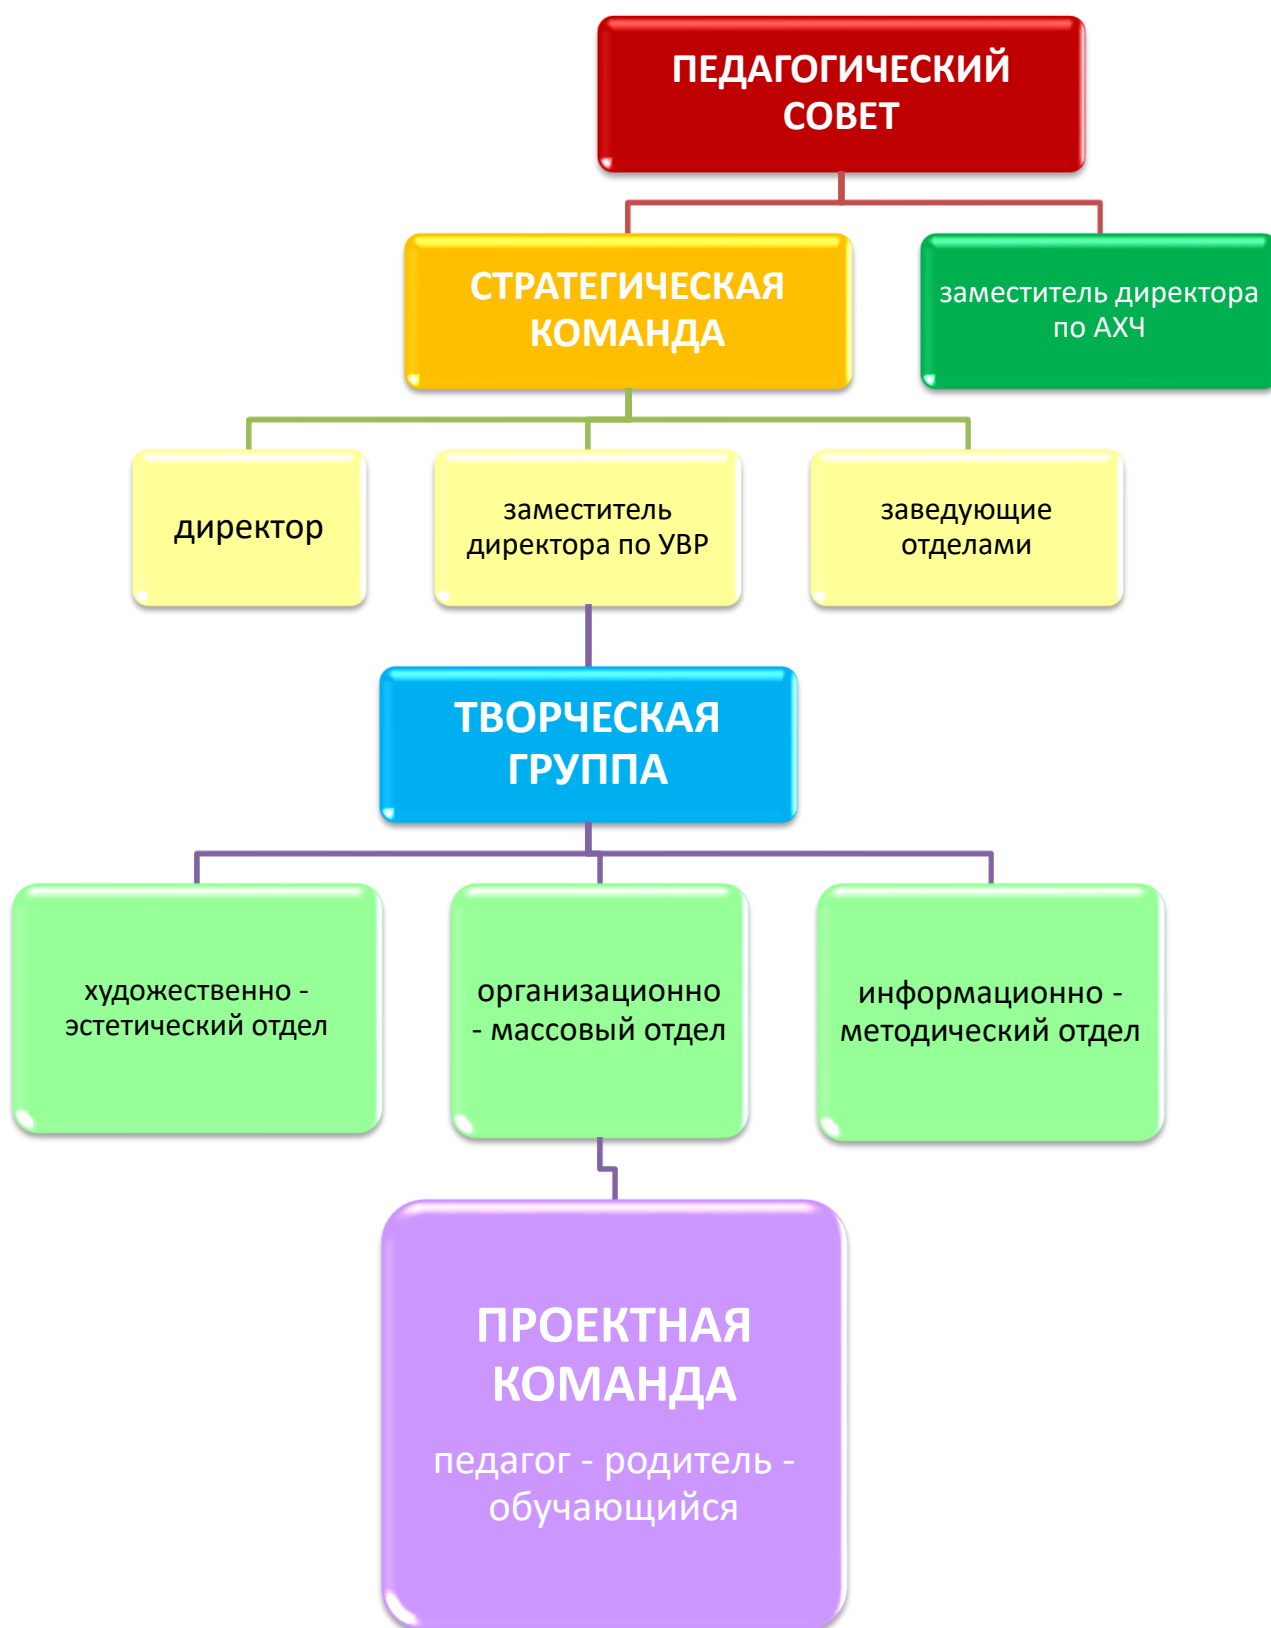 ПЕДАГОГИЧЕСКИЙ
СОВЕТ
СТРАТЕГИЧЕСКАЯ
КОМАНДА
заместитель директора
по АХЧ
директор
заместитель
директора по УВР
заведующие
отделами
ТВОРЧЕСКАЯ
ГРУППА
художественно -
эстетический отдел
организационно
- массовый отдел
информационно -
методический отдел
ПРОЕКТНАЯ
КОМАНДА
педагог - родитель -
обучающийся